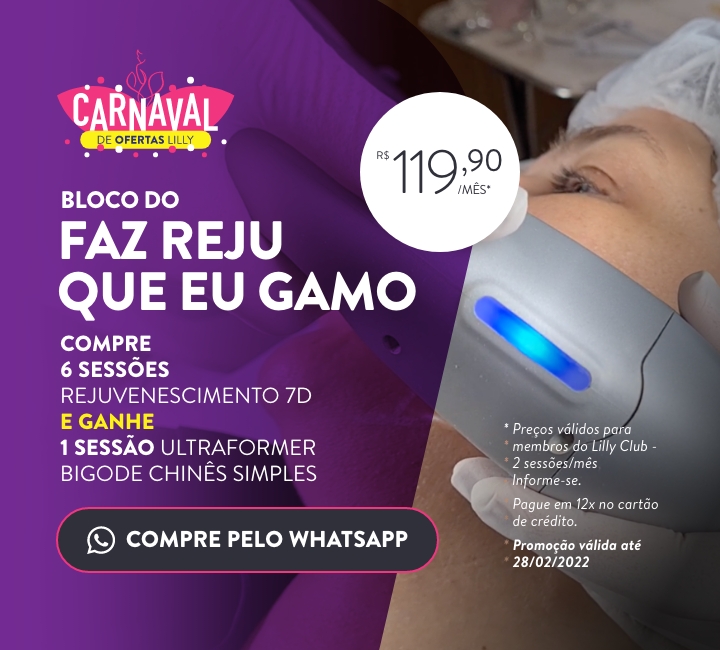 CARNAVAL
DE OFERTAS LILLY
R$119,90
/MÊS*
BLOCO DO
FAZ REJU
QUE EU GAMO
COMPRE
6 SESSÕES
REJUVENESCIMENTO 7D
E GANHE
1 SESSÃO ULTRAFORMER
BIGODE CHINÊS SIMPLES
COMPRE PELO WHATSAPP
* Preços válidos para
* membros do Lilly Club -
* 2 sessões/mês
Informe-se.
Pague em 12x no cartão
de crédito.
* Promoção válida até
* 28/02/2022